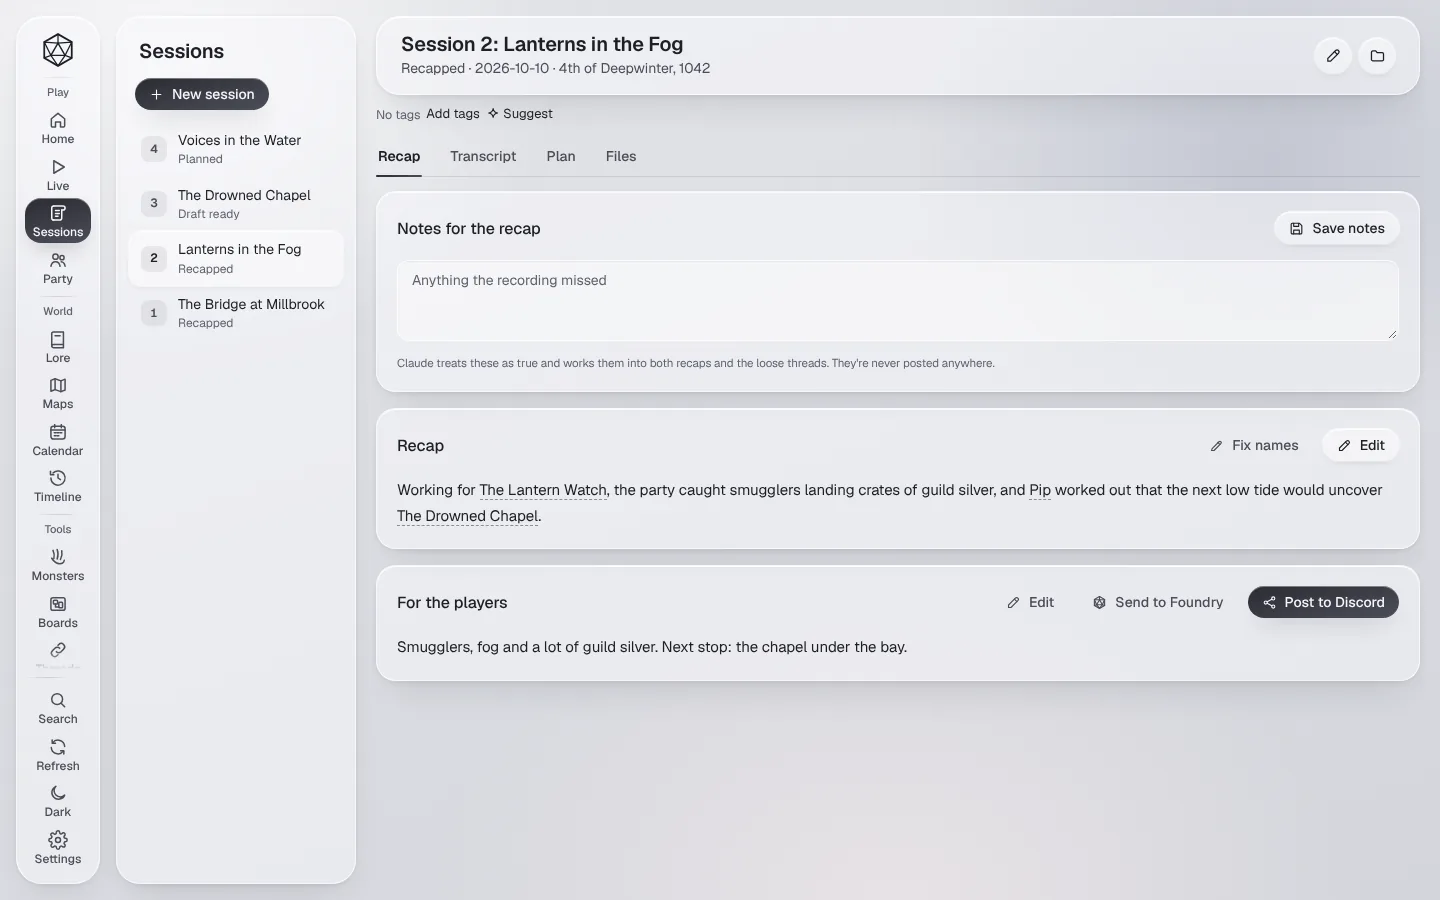 Play
Home
Live
Sessions
Party
World
Lore
Maps
Calendar
Timeline
Tools
Monsters
Boards
Search
Refresh
Dark
Settings
Sessions
New session
4
Voices in the Water
Planned
3
The Drowned Chapel
Draft ready
2
Lanterns in the Fog
Recapped
1
The Bridge at Millbrook
Recapped
Session 2: Lanterns in the Fog
Recapped · 2026-10-10 · 4th of Deepwinter, 1042
No tags Add tags Suggest
Recap Transcript Plan Files
Notes for the recap
Save notes
Anything the recording missed
Claude treats these as true and works them into both recaps and the loose threads. They're never posted anywhere.
Recap
Fix names
Edit
Working for The Lantern Watch, the party caught smugglers landing crates of guild silver, and Pip worked out that the next low tide would uncover
The Drowned Chapel.
For the players
Edit
Send to Foundry
Post to Discord
Smugglers, fog and a lot of guild silver. Next stop: the chapel under the bay.